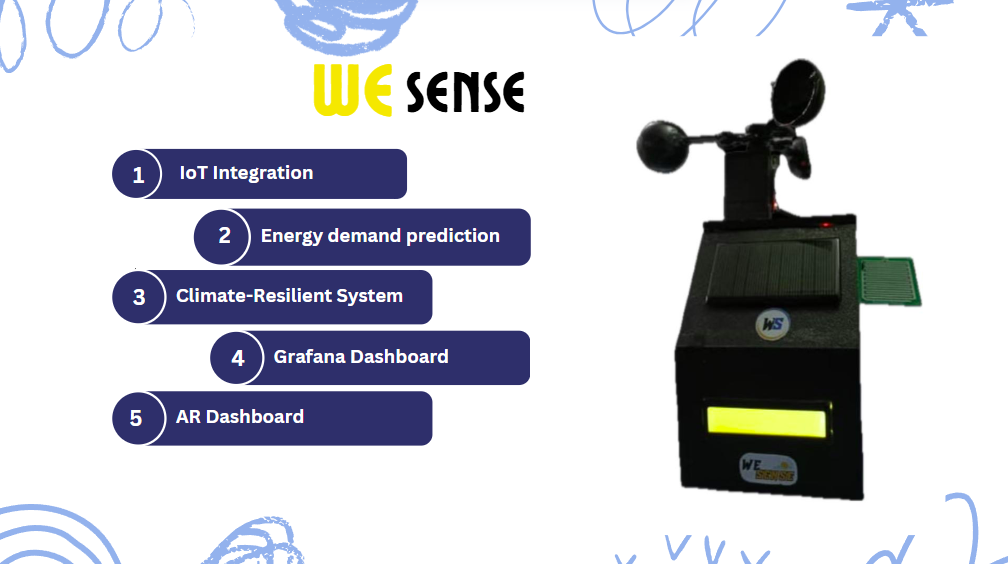 WE SENSE
1 IoT Integration
2 Energy demand prediction
3 Climate-Resilient System
4 Grafana Dashboard
5 AR Dashboard
WS
WE
SENSE